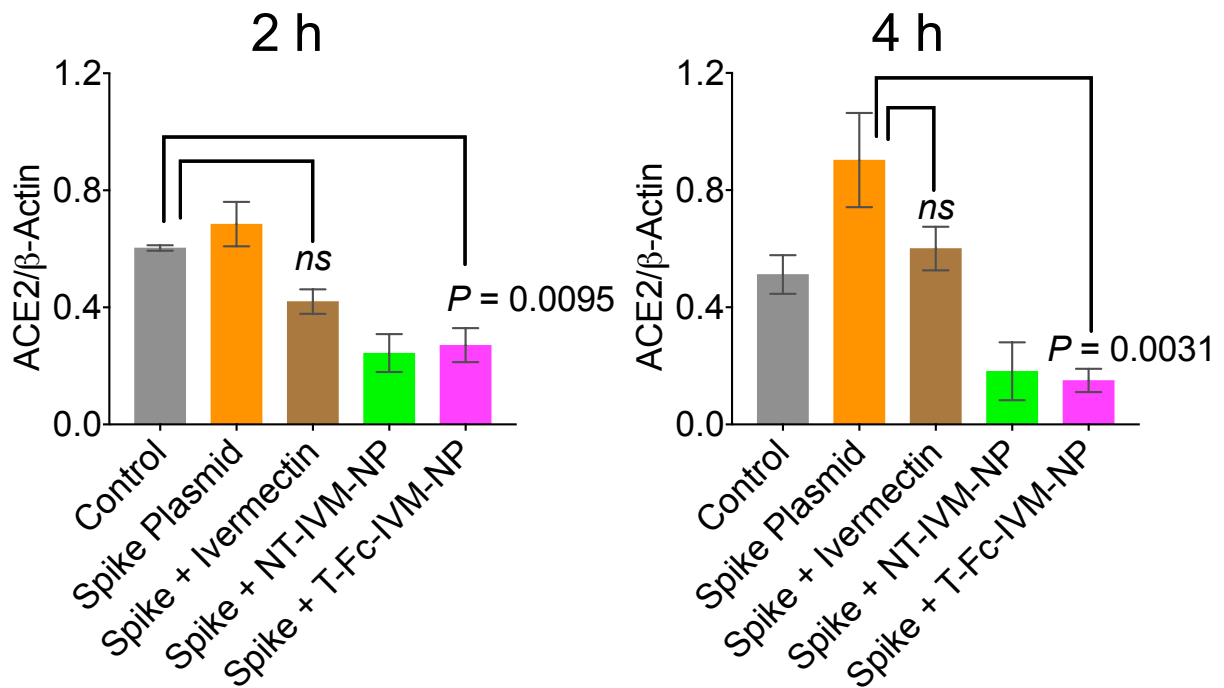 2 h
ACE2/β-Actin
1.2
0.8
0.4
0.0
ns
P = 0.0095
Control
Spike Plasmid
Spike + Ivermectin
Spike + NT-IVM-NP
Spike + T-Fc-IVM-NP
4 h
ACE2/β-Actin
1.2
0.8
0.4
0.0
ns
P = 0.0031
Control
Spike Plasmid
Spike + Ivermectin
Spike + NT-IVM-NP
Spike + T-Fc-IVM-NP